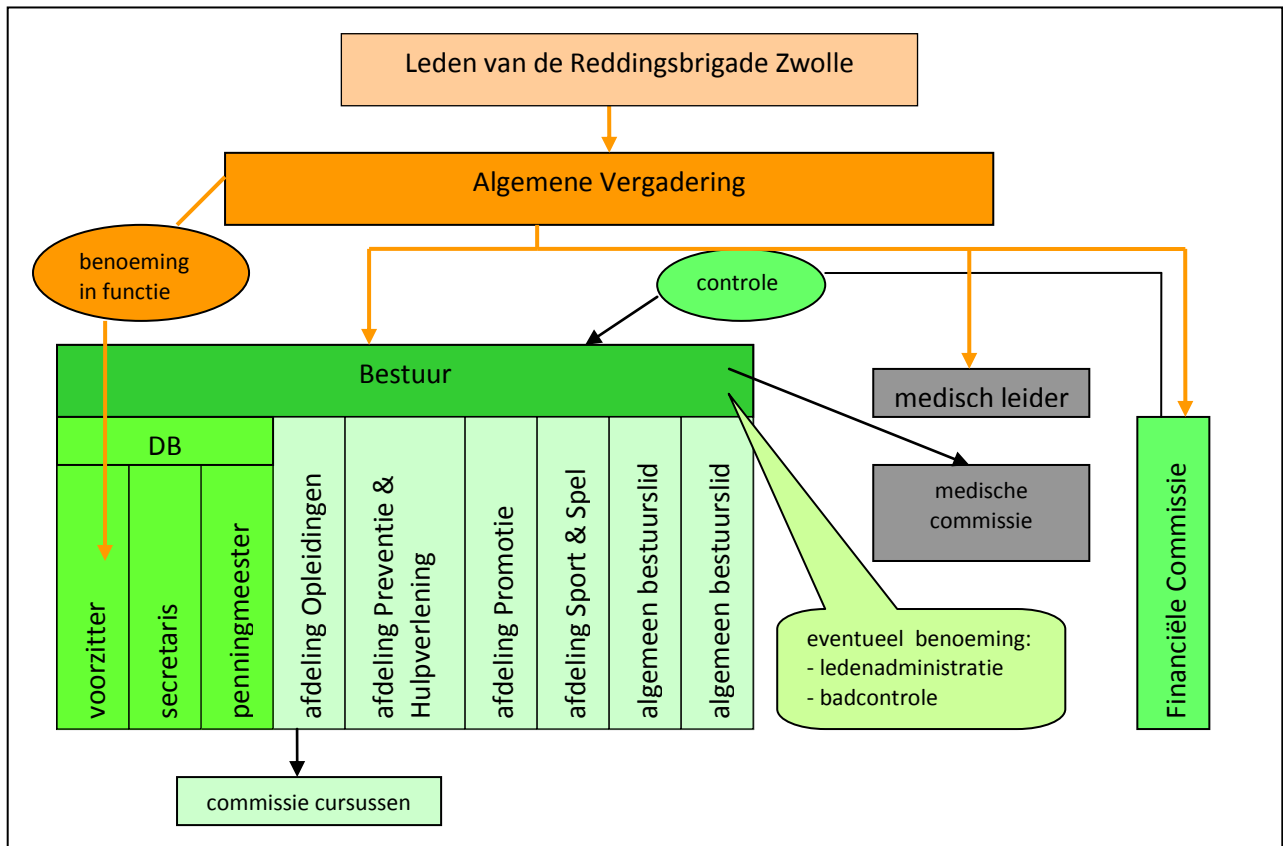 Leden van de Reddingsbrigade Zwolle
Algemene Vergadering
benoeming
in functie
controle
Bestuur
medisch leider
DB
medische
commissie
voorzitter
secretaris
penningmeester
afdeling Opleidingen
afdeling Preventie &
Hulpverlening
afdeling Promotie
afdeling Sport & Spel
algemeen bestuurslid
algemeen bestuurslid
Financiële Commissie
eventueel benoeming:
- ledenadministratie
- badcontrole
commissie cursussen